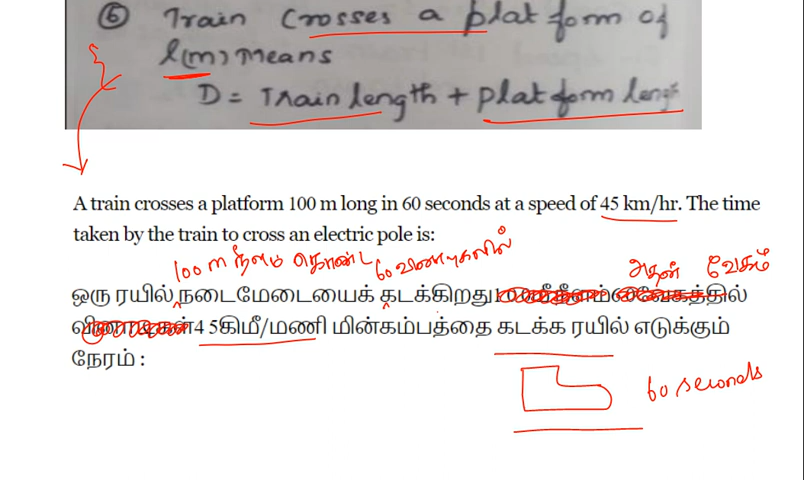 ⑥ Train Crosses a platform of
l(m) Means
D = Train length + platform leng
A train crosses a platform 100 m long in 60 seconds at a speed of 45 km/hr. The time
taken by the train to cross an electric pole is:
100 m நீளம் கொண்ட 60 வினாடிகளில் அதன் வேகம்
ஒரு ரயில் நடைமேடையைக் கடக்கிறது
45கிமீ/மணி மின்கம்பத்தை கடக்க ரயில் எடுக்கும்
நேரம் :
60 seconds